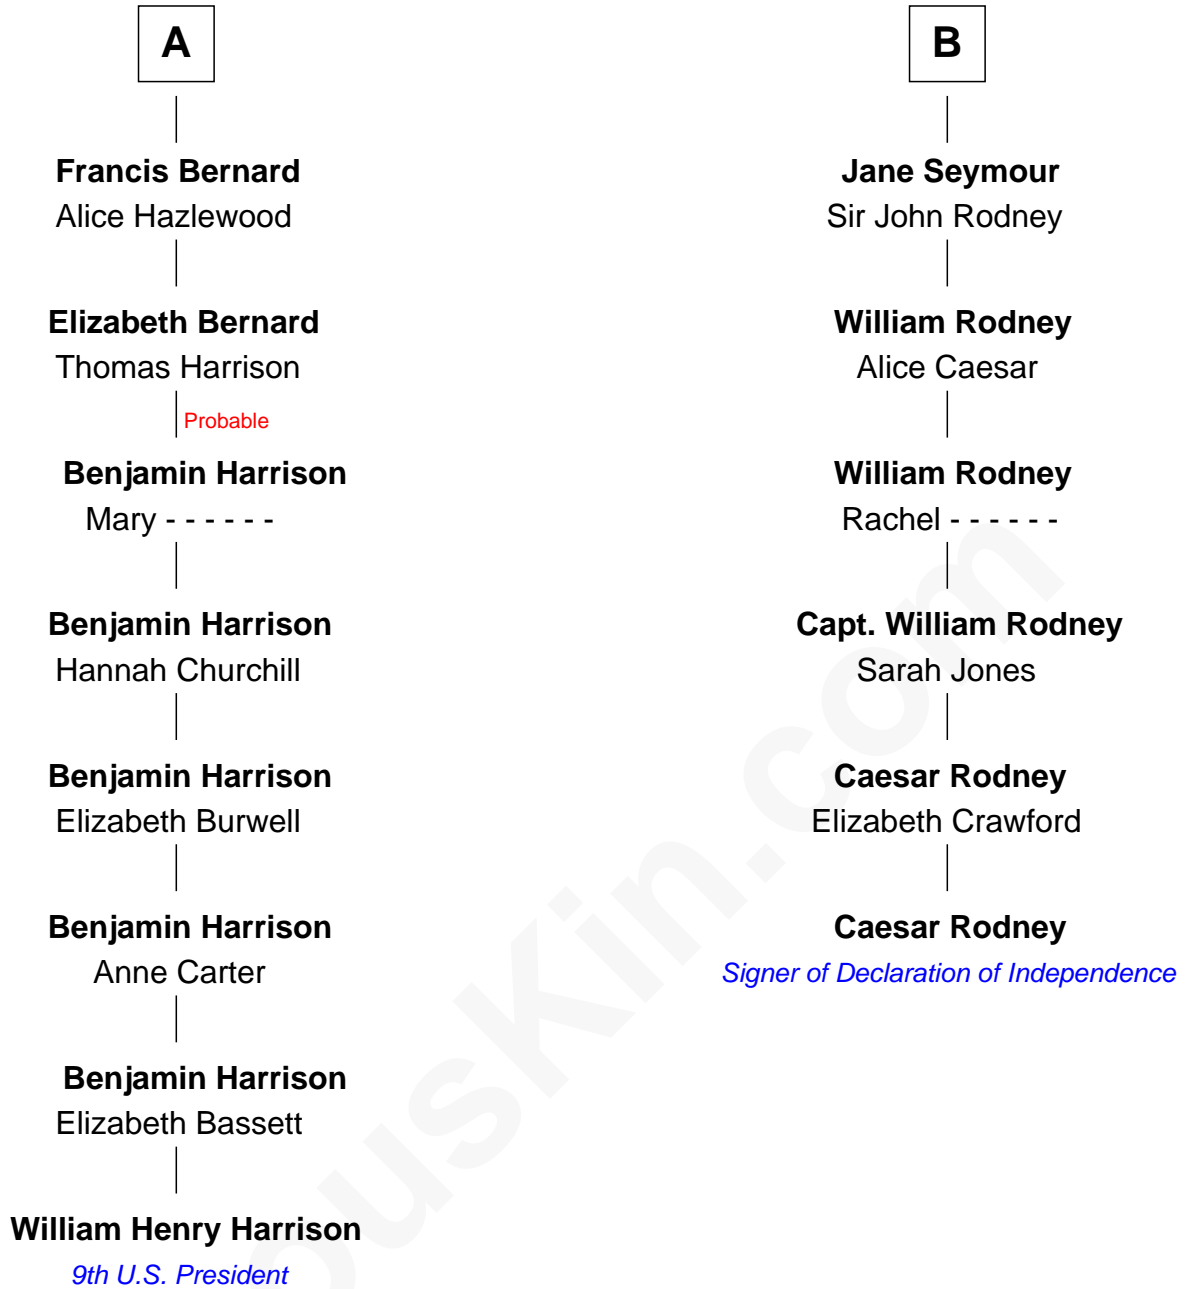 A
Francis Bernard
Alice Hazlewood
Elizabeth Bernard
Thomas Harrison
Probable
Benjamin Harrison
Mary - - - - - -
Benjamin Harrison
Hannah Churchill
Benjamin Harrison
Elizabeth Burwell
Benjamin Harrison
Anne Carter
Benjamin Harrison
Elizabeth Bassett
William Henry Harrison
9th U.S. President
B
Jane Seymour
Sir John Rodney
William Rodney
Alice Caesar
William Rodney
Rachel - - - - - -
Capt. William Rodney
Sarah Jones
Caesar Rodney
Elizabeth Crawford
Caesar Rodney
Signer of Declaration of Independence
ousKin.com